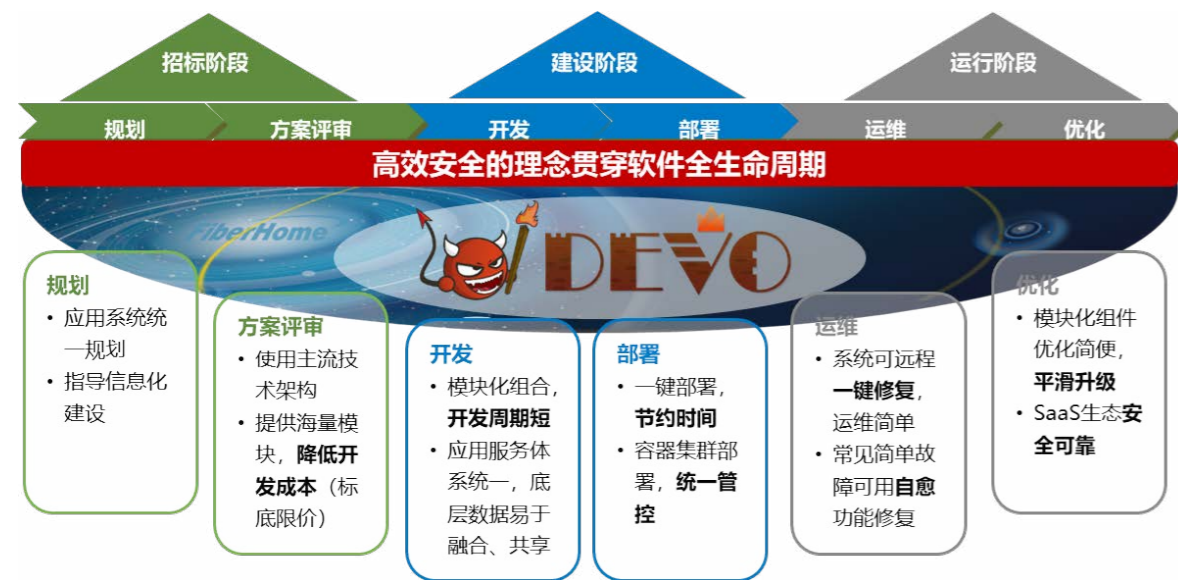 招标阶段
建设阶段
运行阶段
规划
方案评审
开发
部署
运维
优化
高效安全的理念贯穿软件全生命周期
FiberHome
DEVO
规划
• 应用系统统
一规划
• 指导信息化
建设
方案评审
• 使用主流技
术架构
• 提供海量模
块，降低开
发成本（标
底限价）
开发
• 模块化组合，
开发周期短
• 应用服务体
系统一，底
层数据易于
融合、共享
部署
• 一键部署，
节约时间
• 容器集群部
署，统一管
控
运维
• 系统可远程
一键修复，
运维简单
• 常见简单故
障可用自愈
功能修复
优化
• 模块化组件
优化简便，
平滑升级
• SaaS生态安
全可靠